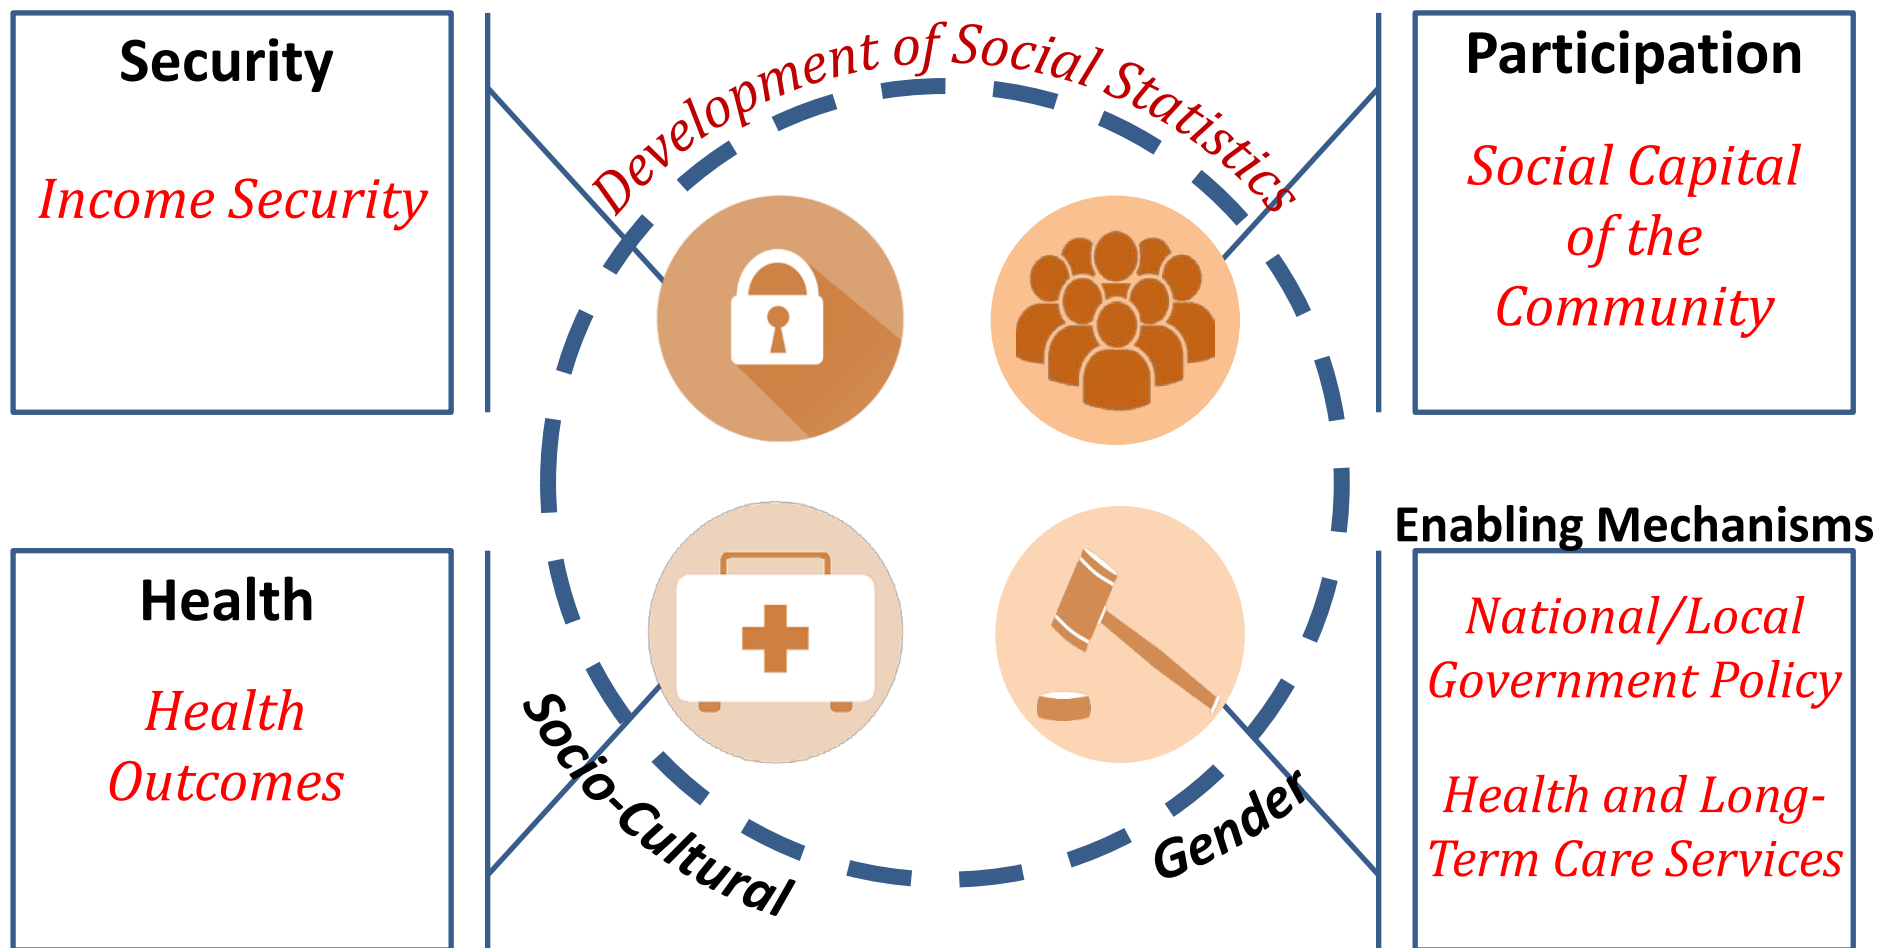 Security
Income Security
Development of Social Statistics
Participation
Social Capital
of the
Community
Health
Health
Outcomes
Socio-Cultural
Gender
Enabling Mechanisms
National/Local
Government Policy
Health and Long-
Term Care Services